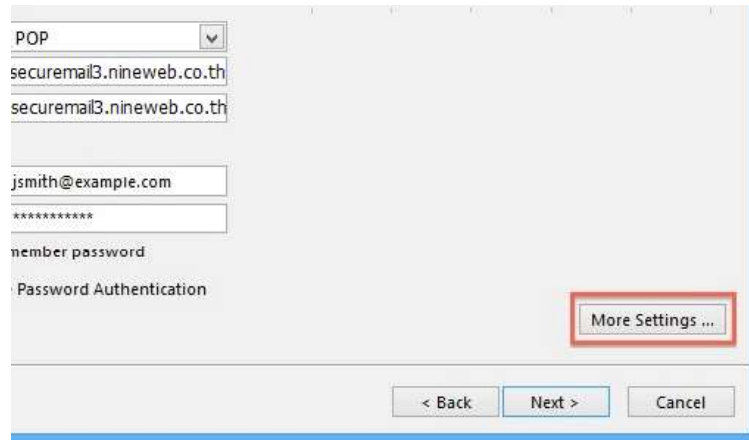 POP
securemail3.nineweb.co.th
securemail3.nineweb.co.th
jsmith@example.com
***********
member password
Password Authentication
More Settings ...
< Back Next > Cancel